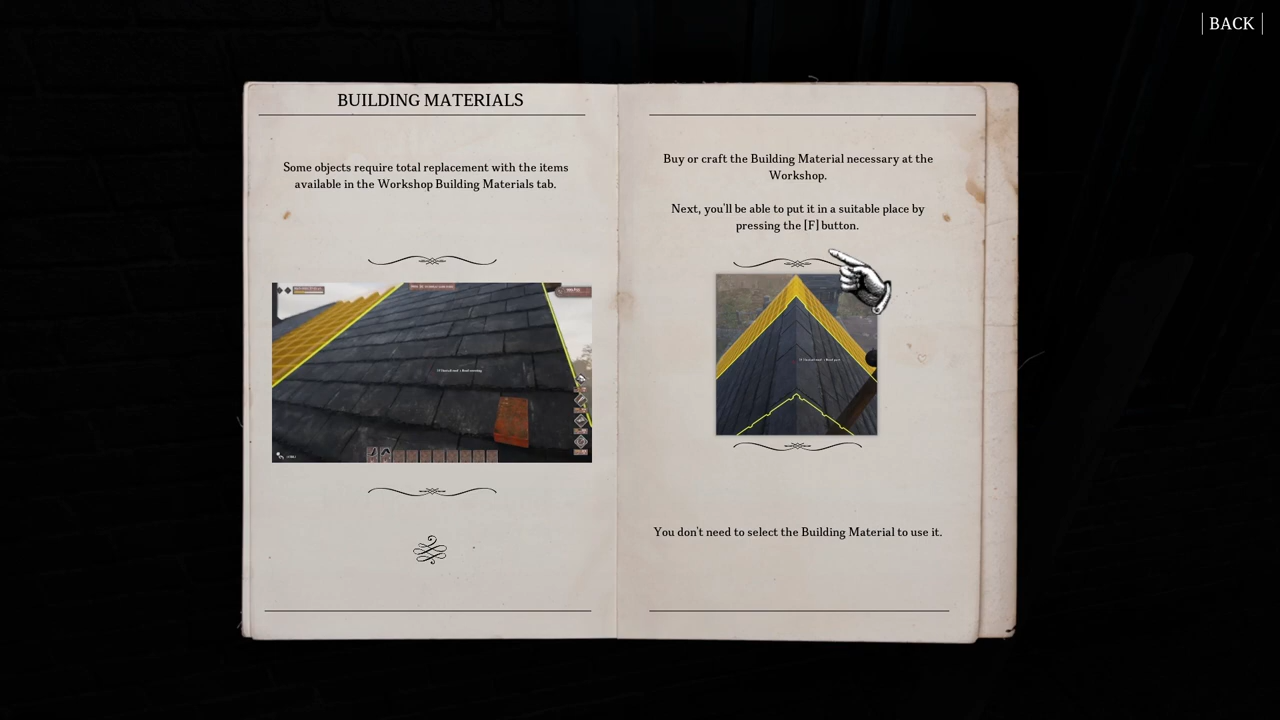 BACK
BUILDING MATERIALS
Some objects require total replacement with the items
available in the Workshop Building Materials tab.
Buy or craft the Building Material necessary at the
Workshop.
Next, you'll be able to put it in a suitable place by
pressing the [F] button.
You don't need to select the Building Material to use it.